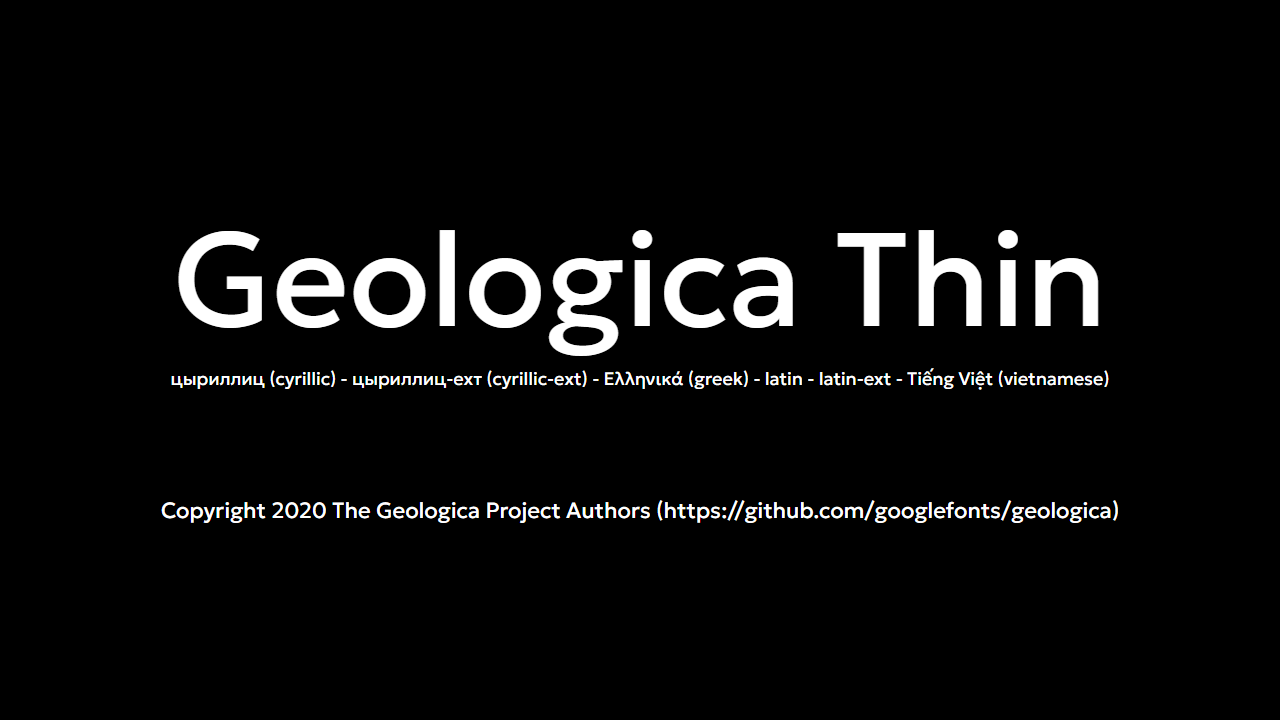 Geologica Thin
цыриллиц (cyrillic) - цыриллиц-ехт (cyrillic-ext) - Ελληνικά (greek) - latin - latin-ext - Tiếng Việt (vietnamese)
Copyright 2020 The Geologica Project Authors (https://github.com/googlefonts/geologica)